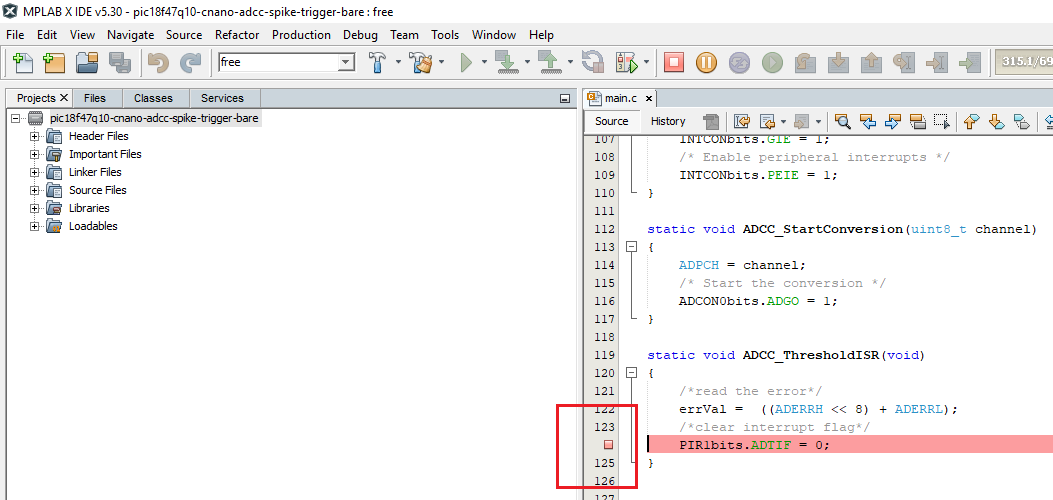 MPLAB X IDE v5.30 - pic18f47q10-cnano-adcc-spike-trigger-bare : free
File Edit View Navigate Source Refactor Production Debug Team Tools Window Help
free
315.1/69
Projects Files Classes Services
pic18f47q10-cnano-adcc-spike-trigger-bare
Header Files
Important Files
Linker Files
Source Files
Libraries
Loadables
main.c
Source History
107 INTCONbits.GIE = 1;
108 /* Enable peripheral interrupts */
109 INTCONbits.PEIE = 1;
110 }
111
112 static void ADCC_StartConversion(uint8_t channel)
113 {
114 ADPCH = channel;
115 /* Start the conversion */
116 ADCON0bits.ADGO = 1;
117 }
118
119 static void ADCC_ThresholdISR(void)
120 {
121 /*read the error*/
122 errVal = ((ADERRH << 8) + ADERRL);
123 /*clear interrupt flag*/
PIR1bits.ADTIF = 0;
125 }
126
127